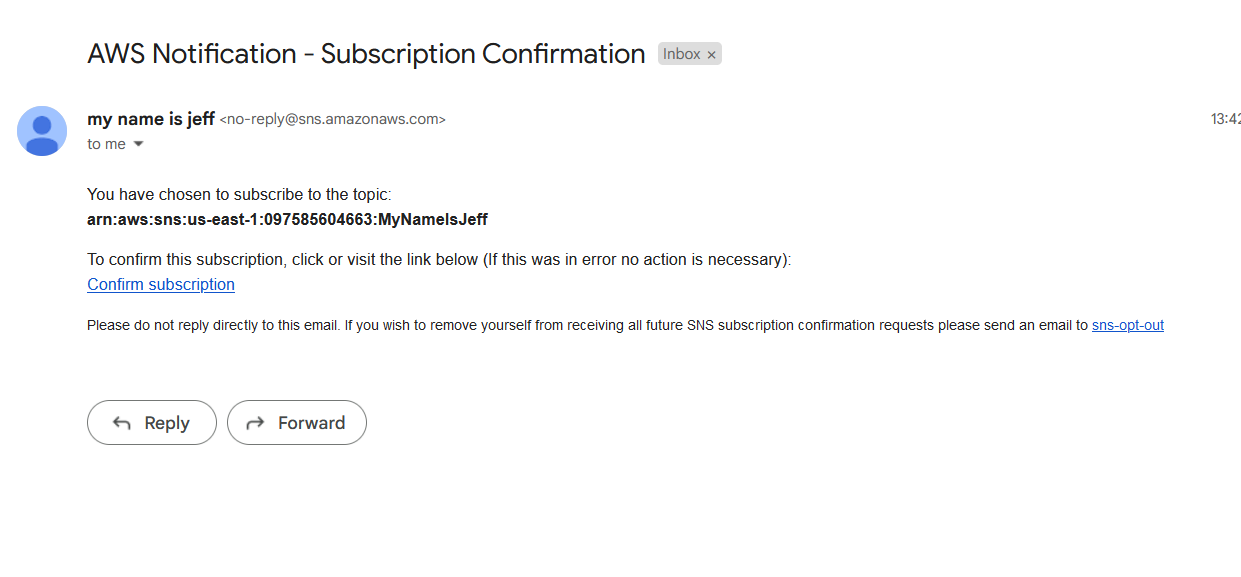 AWS Notification - Subscription Confirmation Inbox ×
my name is jeff <no-reply@sns.amazonaws.com> 13:42
to me
You have chosen to subscribe to the topic:
arn:aws:sns:us-east-1:097585604663:MyNameIsJeff
To confirm this subscription, click or visit the link below (If this was in error no action is necessary):
Confirm subscription
Please do not reply directly to this email. If you wish to remove yourself from receiving all future SNS subscription confirmation requests please send an email to sns-opt-out
Reply Forward